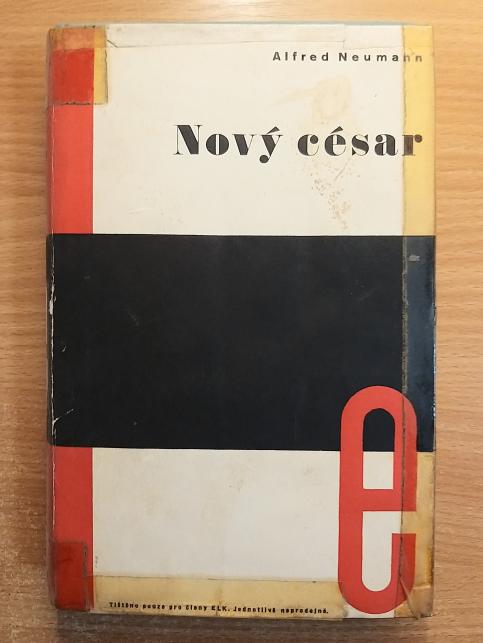 Alfred Neumann
Nový césar
e
Tištěno pouze pro členy ELK. Jednotlivě neprodejné.